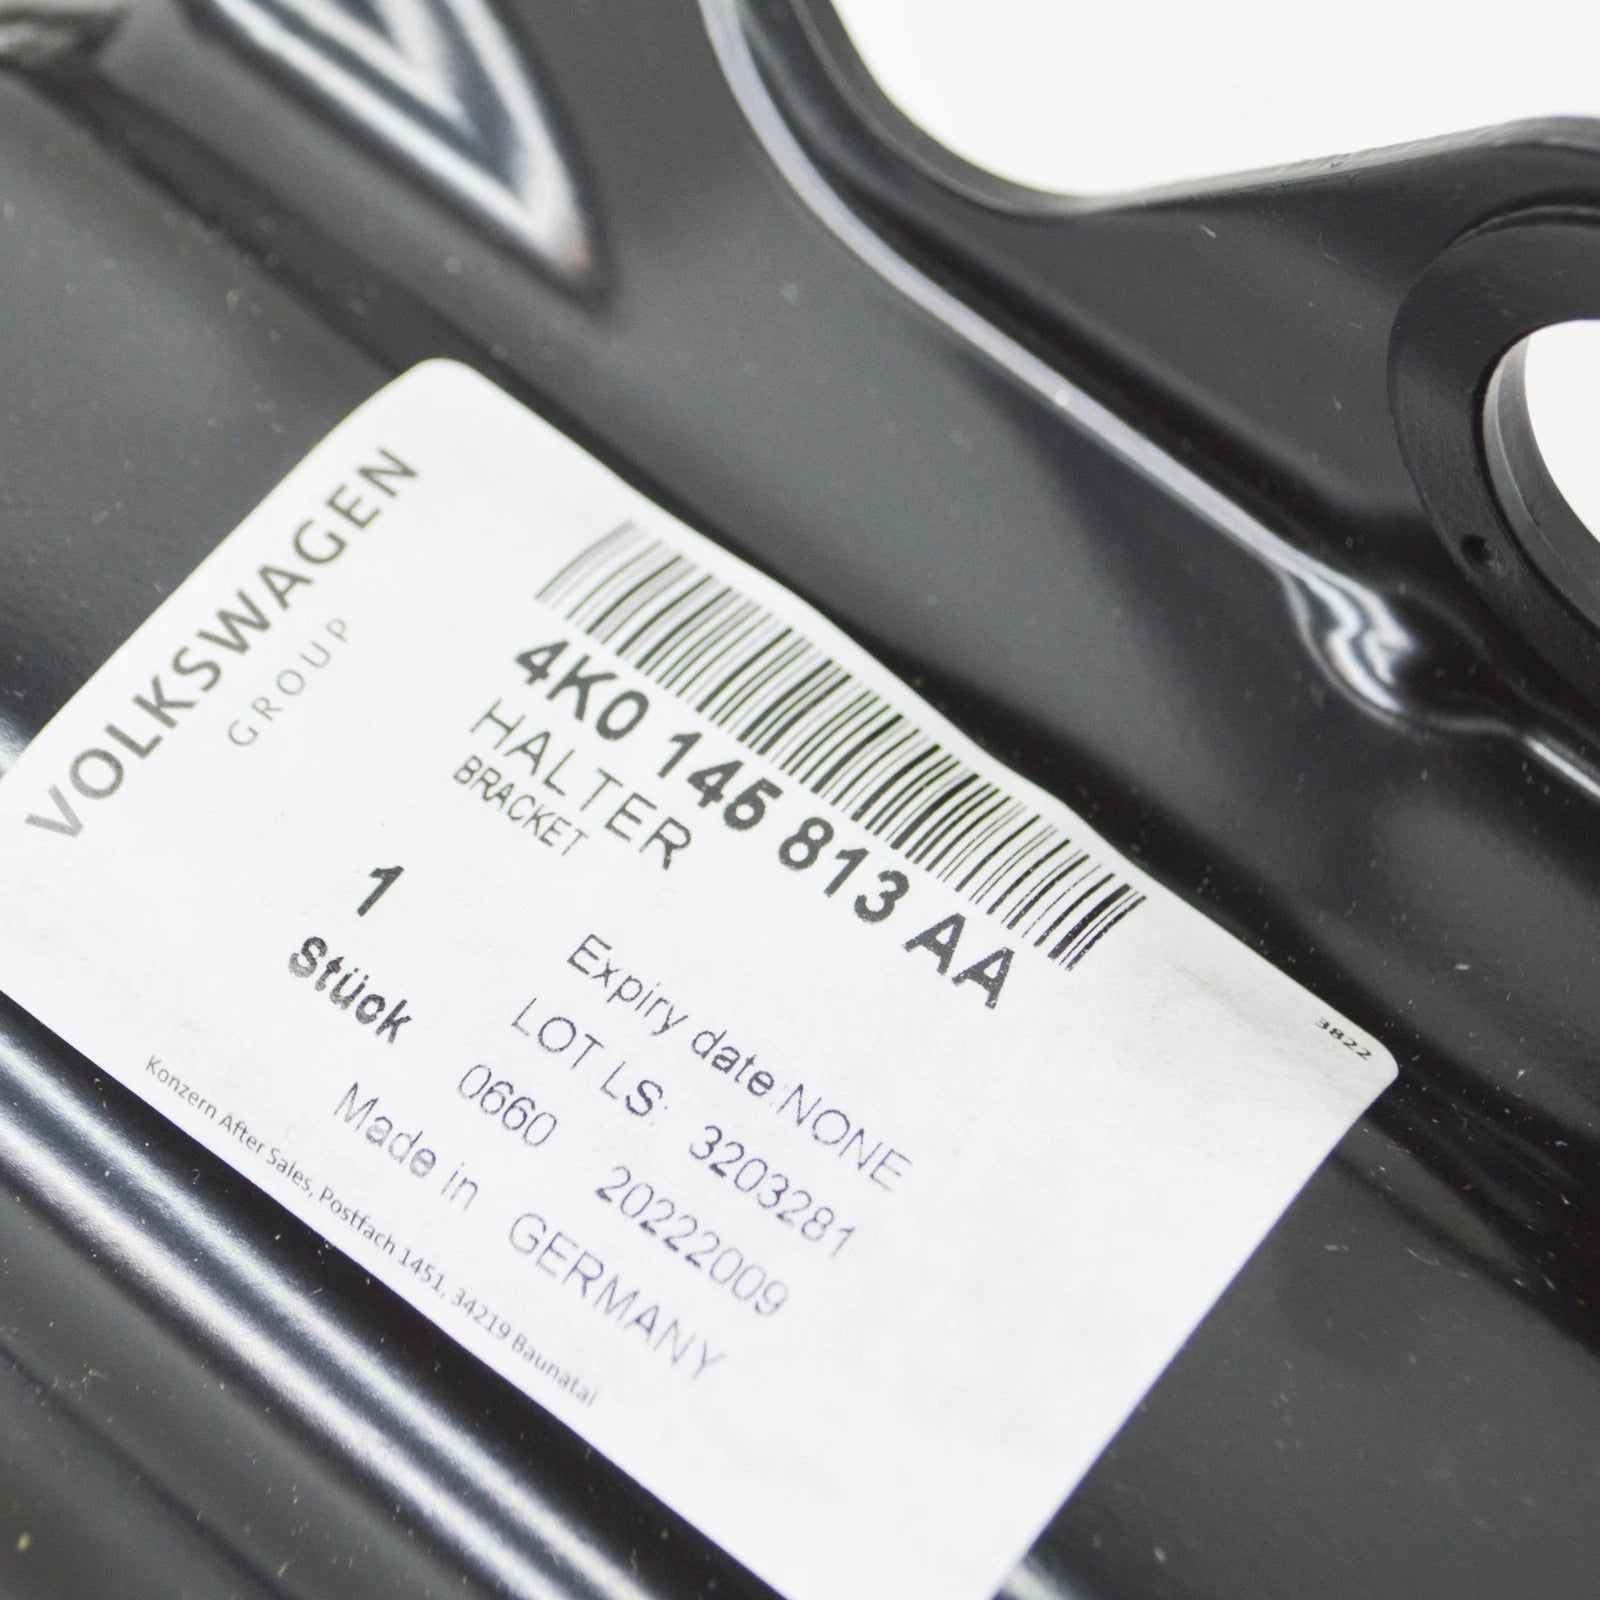 VOLKSWAGEN
GROUP
4K0 145 813 AA
HALTER
BRACKET
1
Stück
Expiry date:NONE
LOT LS: 3203281
0660 20222009
Made in GERMANY
Konzern After Sales, Postfach 1451, 34219 Baunatal
3822